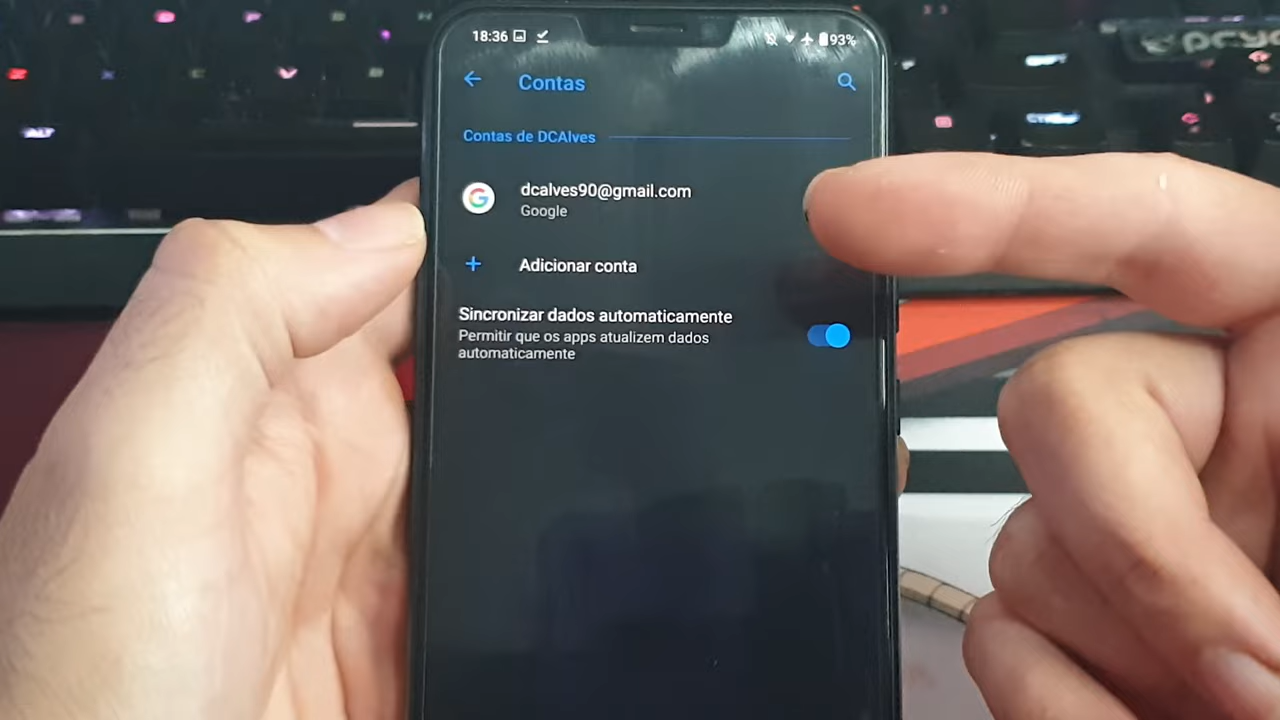 18:36
93%
Contas
Contas de DCAlves
dcalves90@gmail.com
Google
Adicionar conta
Sincronizar dados automaticamente
Permitir que os apps atualizem dados
automaticamente
ALT